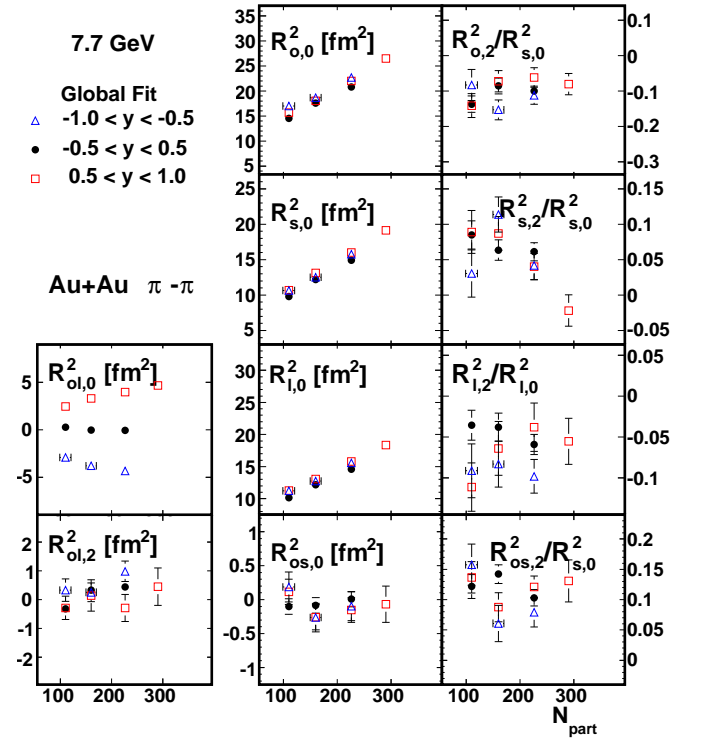 7.7 GeV
Global Fit
-1.0 < y < -0.5
-0.5 < y < 0.5
0.5 < y < 1.0
Au+Au π -π
R²o,0 [fm²]
35
30
25
20
15
10
5
R²o,2/R²s,0
0.1
0
-0.1
-0.2
-0.3
R²s,0 [fm²]
25
20
15
10
5
R²s,2/R²s,0
0.15
0.1
0.05
0
-0.05
R²ol,0 [fm²]
5
0
-5
R²l,0 [fm²]
30
25
20
15
10
R²l,2/R²l,0
0.05
0
-0.05
-0.1
R²ol,2 [fm²]
2
1
0
-1
-2
R²os,0 [fm²]
1
0.5
0
-0.5
-1
R²os,2/R²s,0
0.2
0.15
0.1
0.05
0
100 200 300
100 200 300
100 200 300
Npart